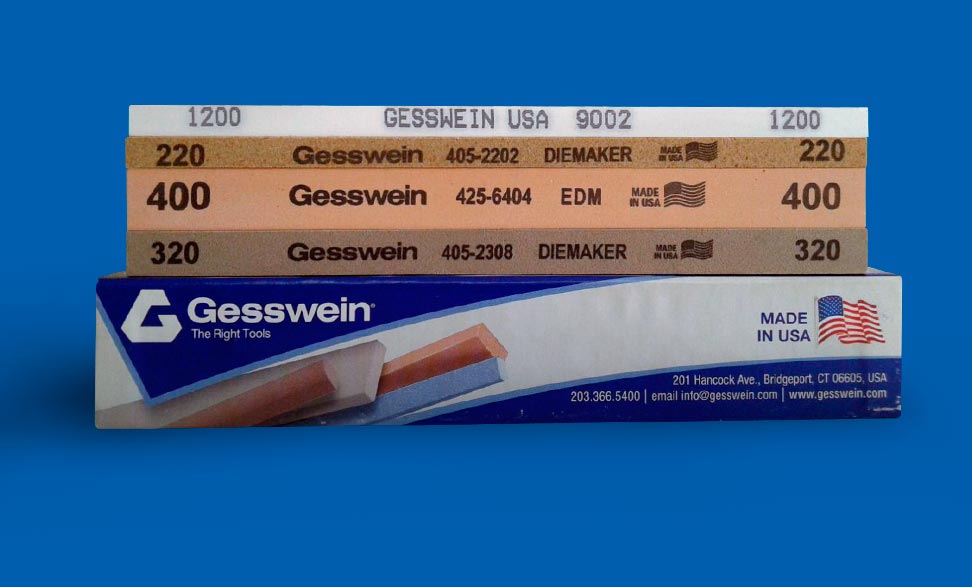 1200 GESSWEIN USA 9002 1200
220 Gesswein 405-2202 DIEMAKER MADE IN USA 220
400 Gesswein 425-6404 EDM MADE IN USA 400
320 Gesswein 405-2308 DIEMAKER MADE IN USA 320
Gesswein®
The Right Tools
MADE
IN USA
201 Hancock Ave., Bridgeport, CT 06605, USA
203.366.5400 | email info@gesswein.com | www.gesswein.com